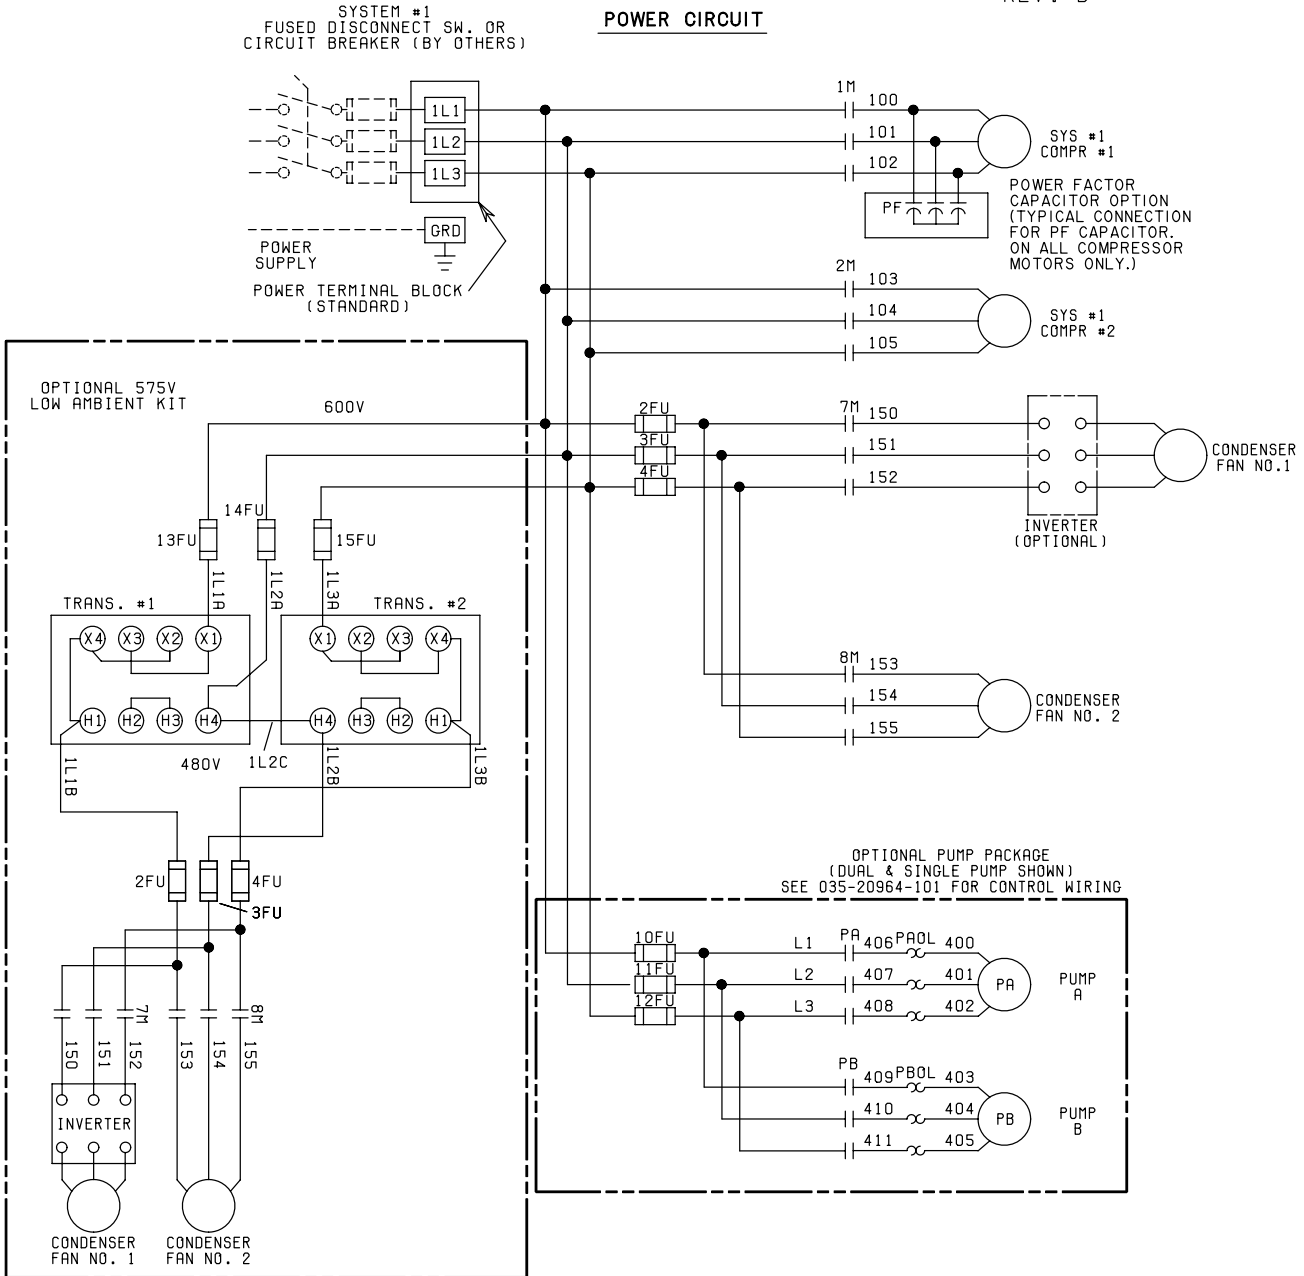 SYSTEM #1
FUSED DISCONNECT SW. OR
CIRCUIT BREAKER (BY OTHERS)
POWER CIRCUIT
1L1
1L2
1L3
GRD
POWER
SUPPLY
POWER TERMINAL BLOCK
(STANDARD)
1M
100
101
102
SYS #1
COMPR #1
PF
POWER FACTOR
CAPACITOR OPTION
(TYPICAL CONNECTION
FOR PF CAPACITOR.
ON ALL COMPRESSOR
MOTORS ONLY.)
2M
103
104
105
SYS #1
COMPR #2
OPTIONAL 575V
LOW AMBIENT KIT
600V
2FU
3FU
4FU
7M
150
151
152
INVERTER
(OPTIONAL)
CONDENSER
FAN NO.1
13FU
14FU
15FU
1L1A
1L2A
1L3A
TRANS. #1
TRANS. #2
X4 X3 X2 X1
X1 X2 X3 X4
H1 H2 H3 H4
H4 H3 H2 H1
1L1B
480V
1L2C
1L2B
1L3B
8M
153
154
155
CONDENSER
FAN NO. 2
2FU
4FU
3FU
7M
8M
150
151
152
153
154
155
INVERTER
CONDENSER
FAN NO. 1
CONDENSER
FAN NO. 2
OPTIONAL PUMP PACKAGE
(DUAL & SINGLE PUMP SHOWN)
SEE 035-20964-101 FOR CONTROL WIRING
10FU
11FU
12FU
L1
L2
L3
PA
406 PAOL 400
407 401
408 402
PA
PUMP
A
PB
409 PBOL 403
410 404
411 405
PB
PUMP
B